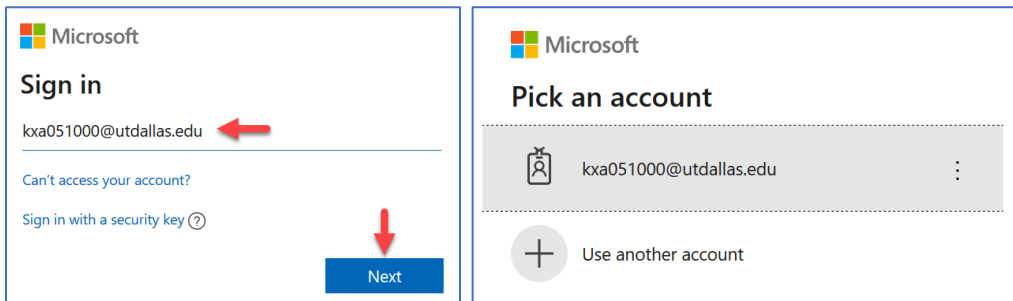 Microsoft
Sign in
kxa051000@utdallas.edu
Can't access your account?
Sign in with a security key ?
Next
Microsoft
Pick an account
kxa051000@utdallas.edu
Use another account